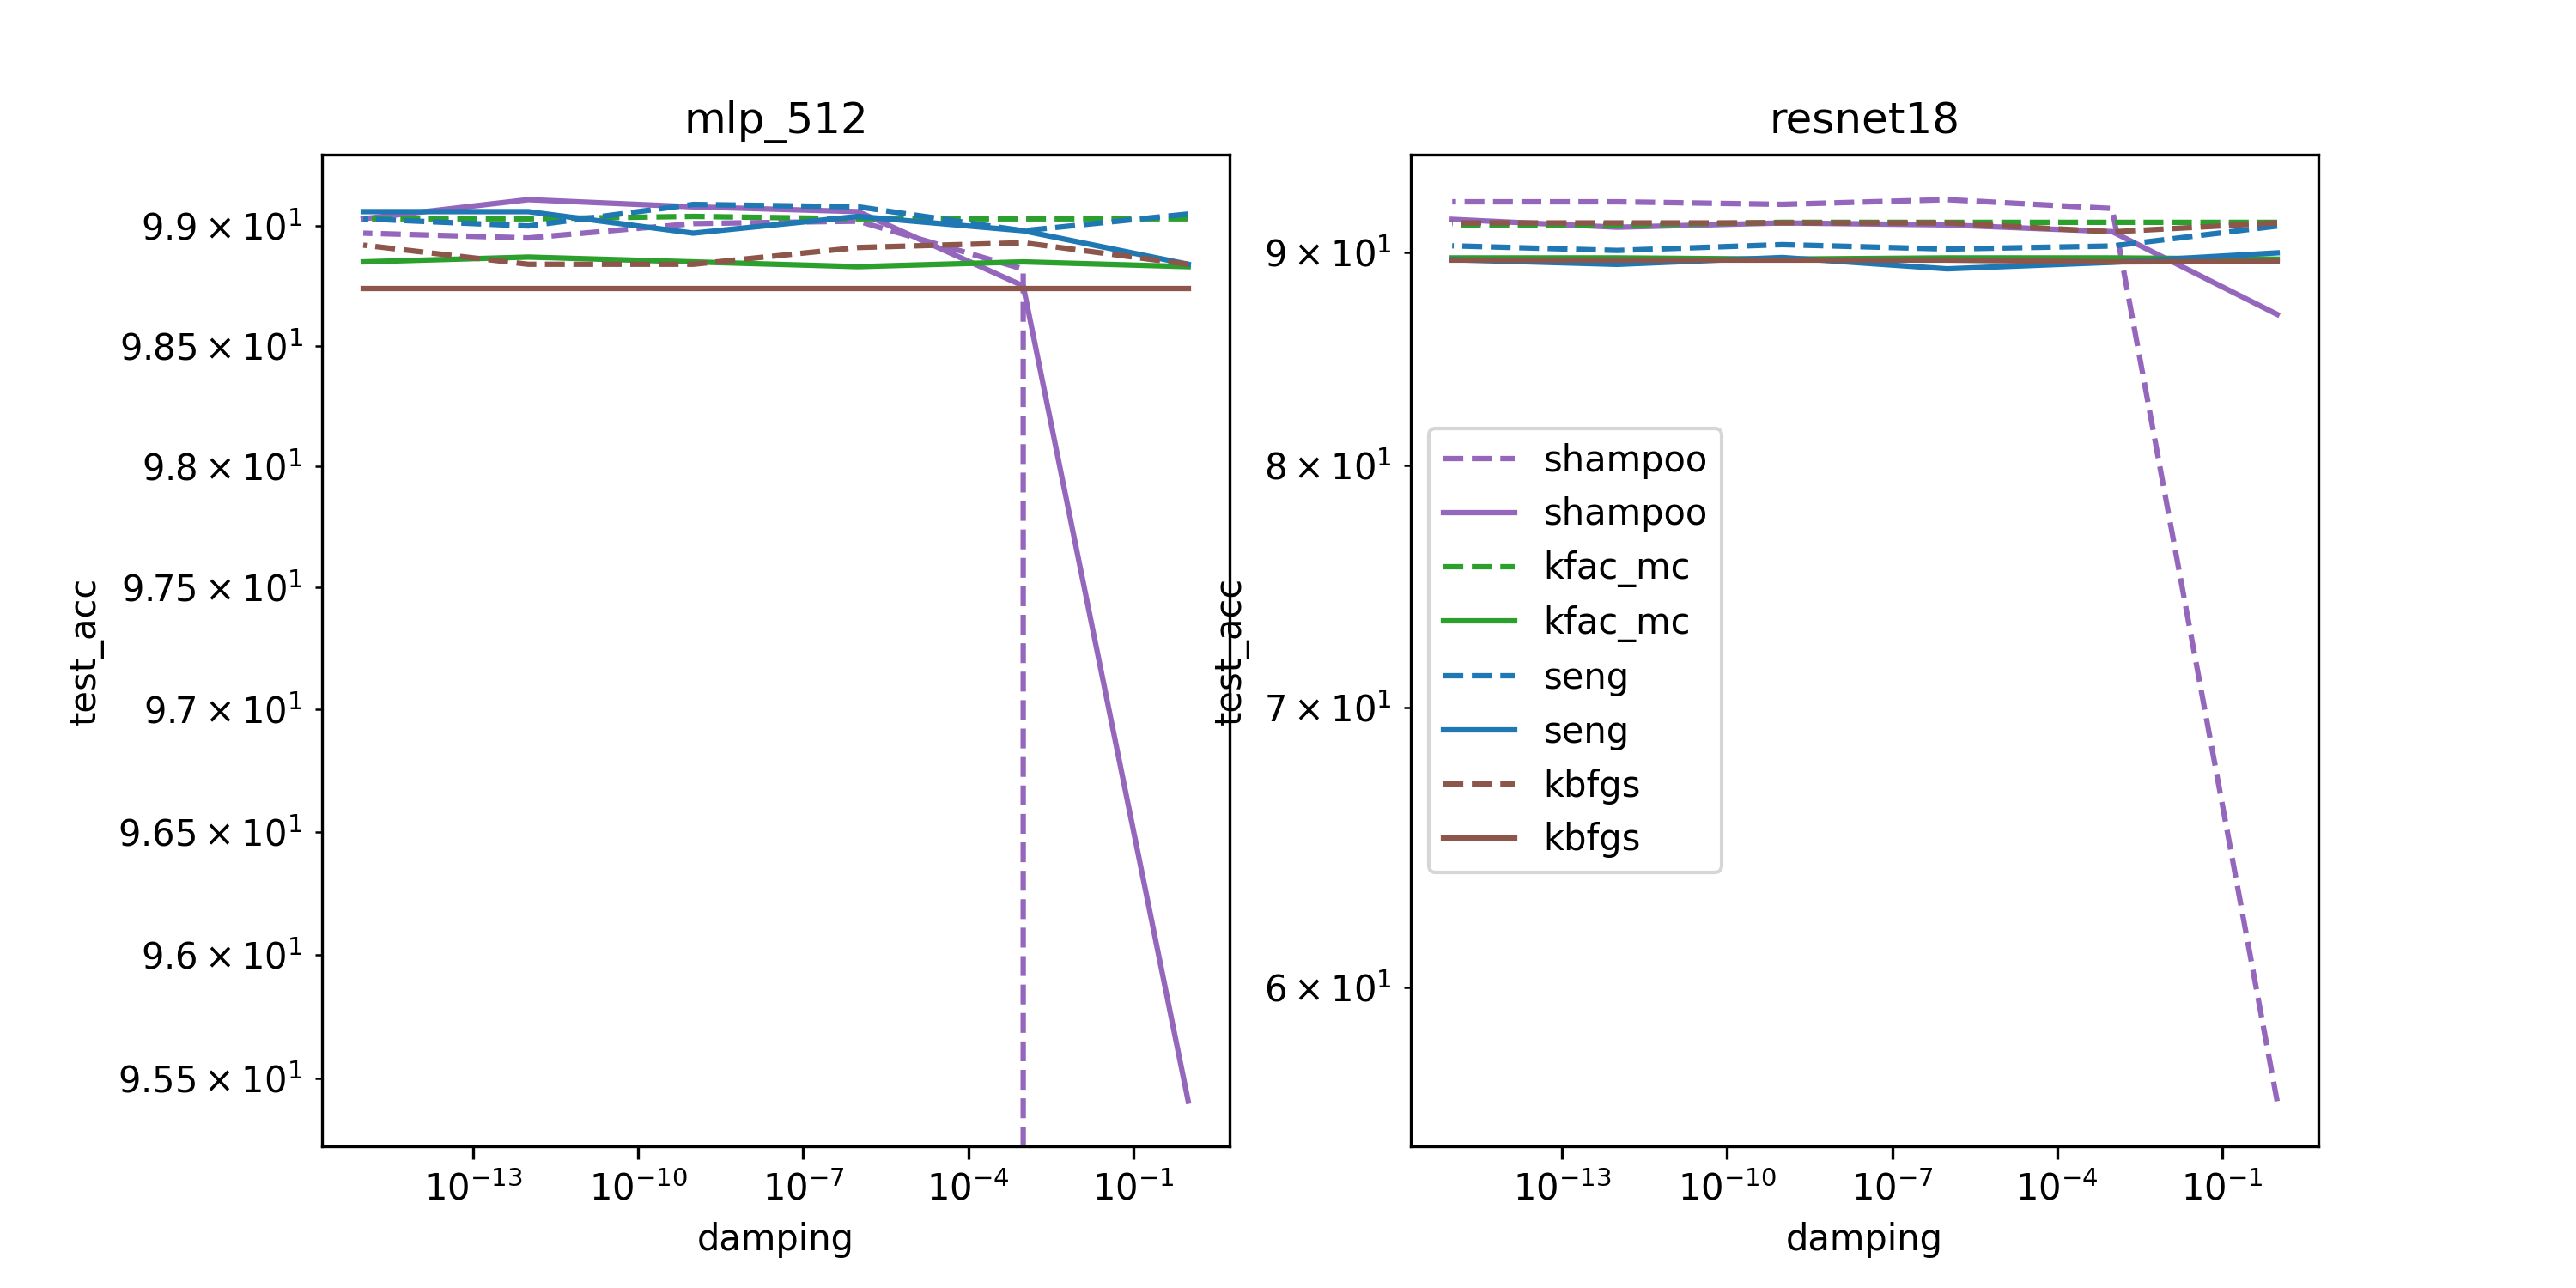 mlp_512
resnet18
9.9×10¹
9.85×10¹
9.8×10¹
9.75×10¹
9.7×10¹
9.65×10¹
9.6×10¹
9.55×10¹
test_acc
10⁻¹³
10⁻¹⁰
10⁻⁷
10⁻⁴
10⁻¹
damping
9×10¹
8×10¹
7×10¹
6×10¹
test_acc
shampoo
shampoo
kfac_mc
kfac_mc
seng
seng
kbfgs
kbfgs
10⁻¹³
10⁻¹⁰
10⁻⁷
10⁻⁴
10⁻¹
damping